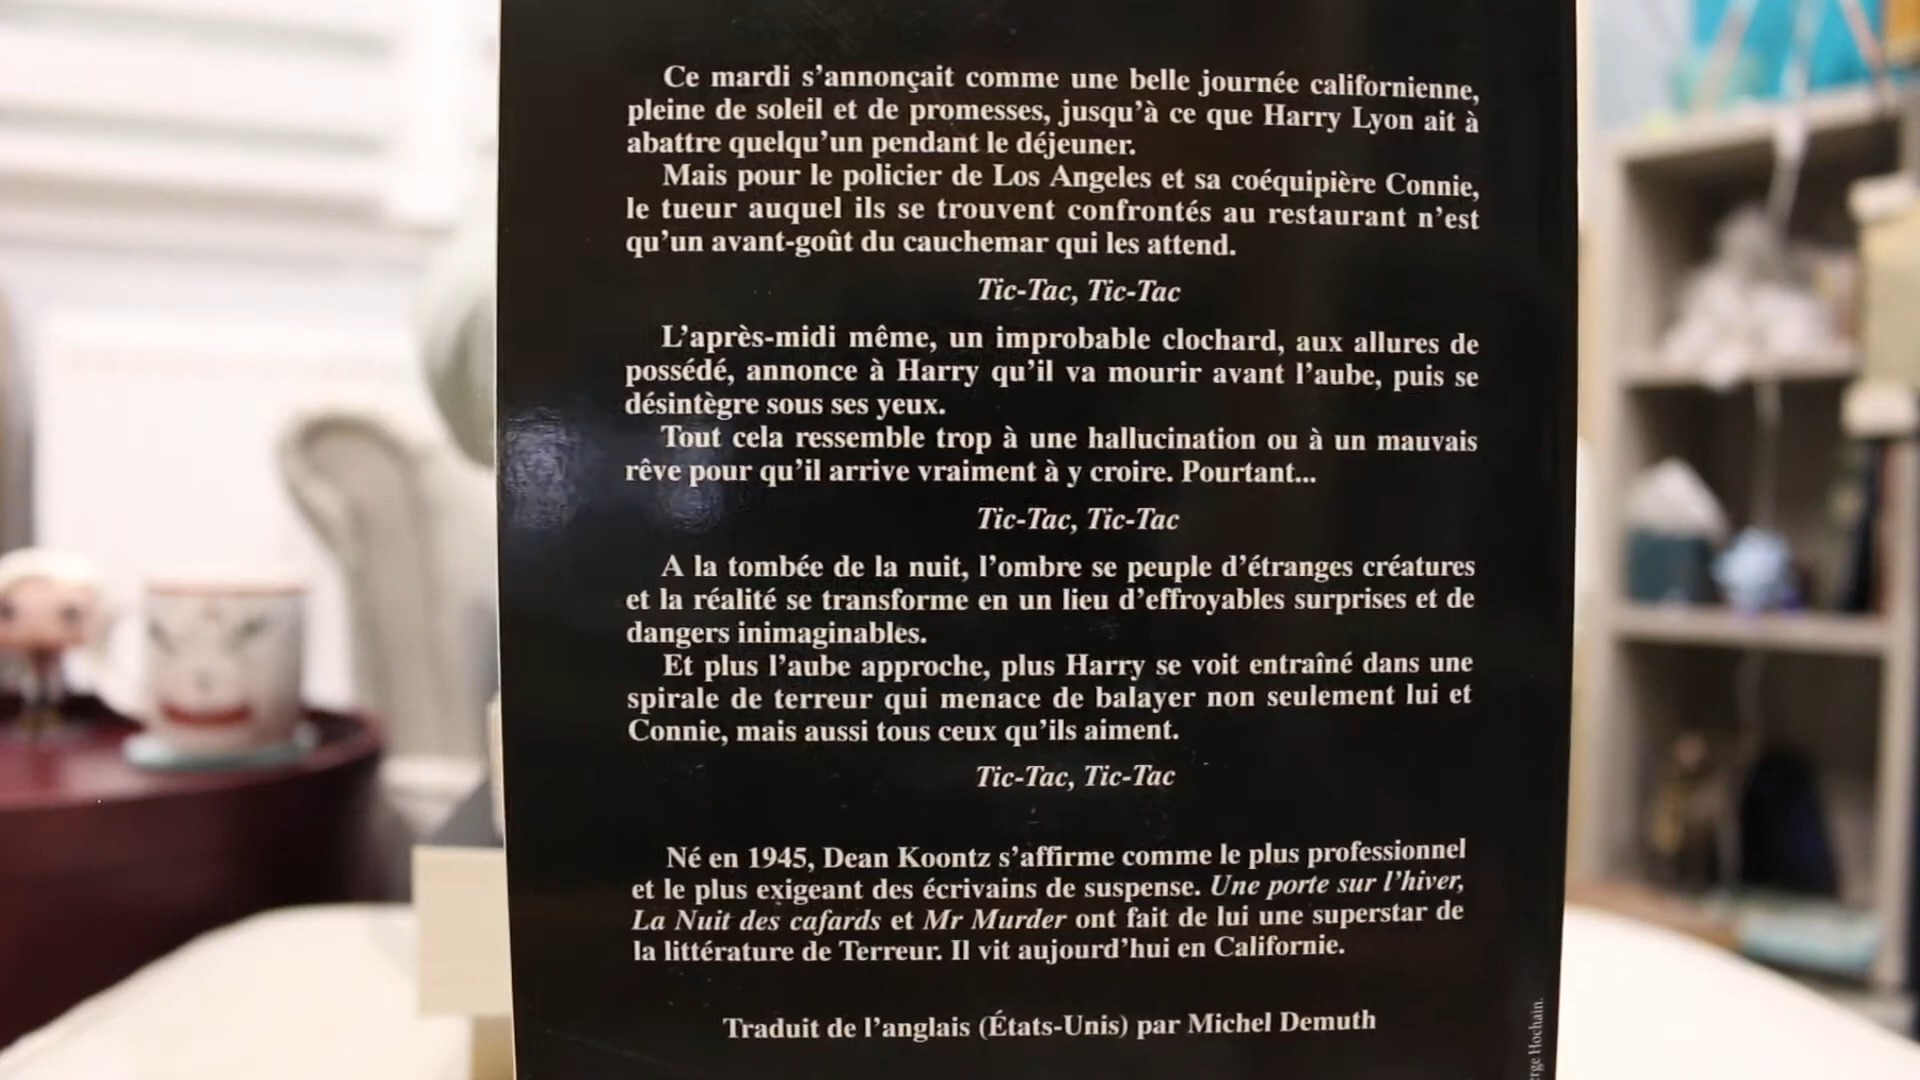 Ce mardi s'annonçait comme une belle journée californienne,
pleine de soleil et de promesses, jusqu'à ce que Harry Lyon ait à
abattre quelqu'un pendant le déjeuner.
Mais pour le policier de Los Angeles et sa coéquipière Connie,
le tueur auquel ils se trouvent confrontés au restaurant n'est
qu'un avant-goût du cauchemar qui les attend.
Tic-Tac, Tic-Tac
L'après-midi même, un improbable clochard, aux allures de
possédé, annonce à Harry qu'il va mourir avant l'aube, puis se
désintègre sous ses yeux.
Tout cela ressemble trop à une hallucination ou à un mauvais
rêve pour qu'il arrive vraiment à y croire. Pourtant...
Tic-Tac, Tic-Tac
A la tombée de la nuit, l'ombre se peuple d'étranges créatures
et la réalité se transforme en un lieu d'effroyables surprises et de
dangers inimaginables.
Et plus l'aube approche, plus Harry se voit entraîné dans une
spirale de terreur qui menace de balayer non seulement lui et
Connie, mais aussi tous ceux qu'ils aiment.
Tic-Tac, Tic-Tac
Né en 1945, Dean Koontz s'affirme comme le plus professionnel
et le plus exigeant des écrivains de suspense. Une porte sur l'hiver,
La Nuit des cafards et Mr Murder ont fait de lui une superstar de
la littérature de Terreur. Il vit aujourd'hui en Californie.
Traduit de l'anglais (États-Unis) par Michel Demuth
Hochain.